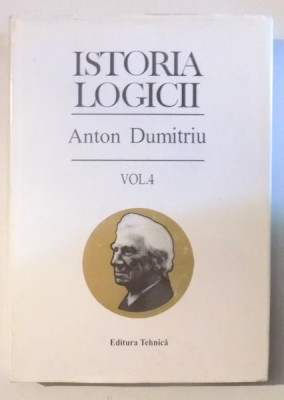 ISTORIA
LOGICII
Anton Dumitriu
VOL.4
Editura Tehnică